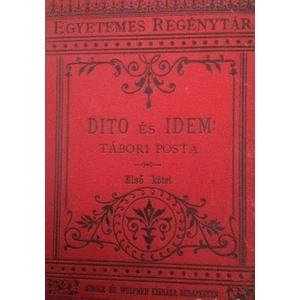 EGYETEMES REGÉNYTÁR
DITO ÉS IDEM:
TÁBORI POSTA
Első kötet
SINGER ÉS WOLFNER KIADÁSA BUDAPESTEN